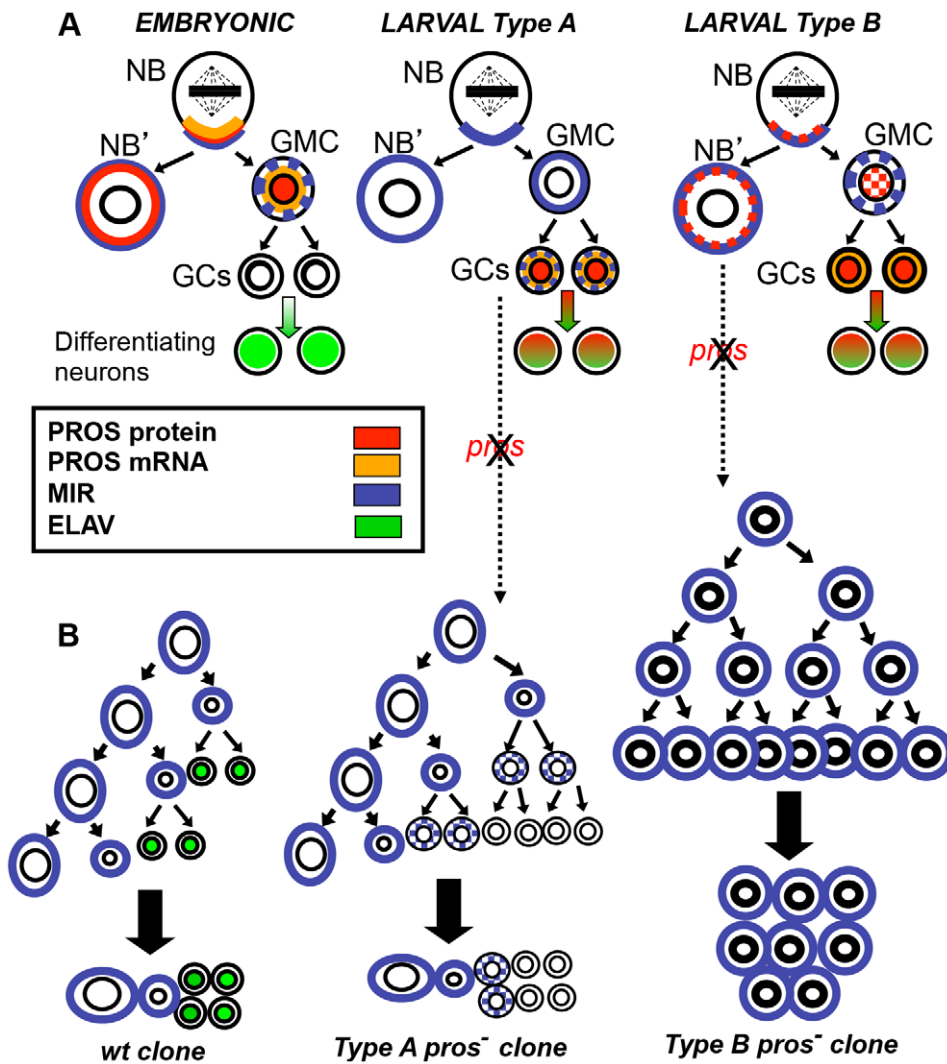 A
EMBRYONIC
LARVAL Type A
LARVAL Type B
NB
NB
NB
NB'
GMC
NB'
GMC
NB'
GMC
GCs
GCs
GCs
Differentiating
neurons
pros
X
pros
X
PROS protein
PROS mRNA
MIR
ELAV
B
wt clone
Type A pros⁻ clone
Type B pros⁻ clone